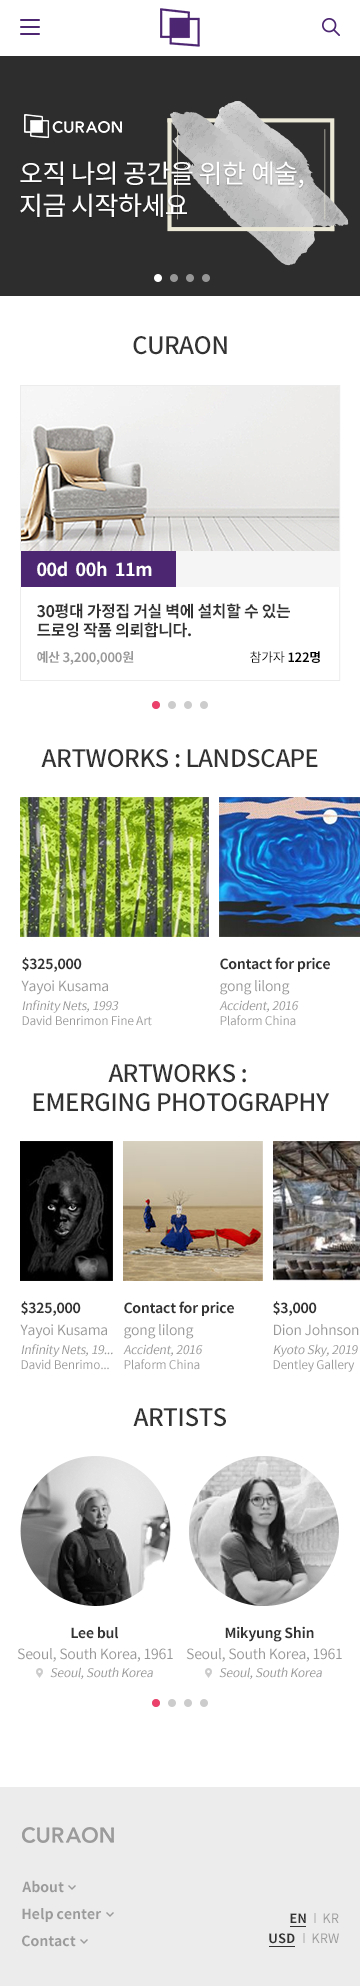 CURAON
오직 나의 공간을 위한 예술,
지금 시작하세요
CURAON
00d 00h 11m
30평대 가정집 거실 벽에 설치할 수 있는
드로잉 작품 의뢰합니다.
예산 3,200,000원 참가자 122명
ARTWORKS : LANDSCAPE
$325,000
Yayoi Kusama
Infinity Nets, 1993
David Benrimon Fine Art
Contact for price
gong lilong
Accident, 2016
Plaform China
ARTWORKS :
EMERGING PHOTOGRAPHY
$325,000
Yayoi Kusama
Infinity Nets, 19...
David Benrimo...
Contact for price
gong lilong
Accident, 2016
Plaform China
$3,000
Dion Johnson
Kyoto Sky, 2019
Dentley Gallery
ARTISTS
Lee bul
Seoul, South Korea, 1961
Seoul, South Korea
Mikyung Shin
Seoul, South Korea, 1961
Seoul, South Korea
CURAON
About
Help center
Contact
EN | KR
USD | KRW